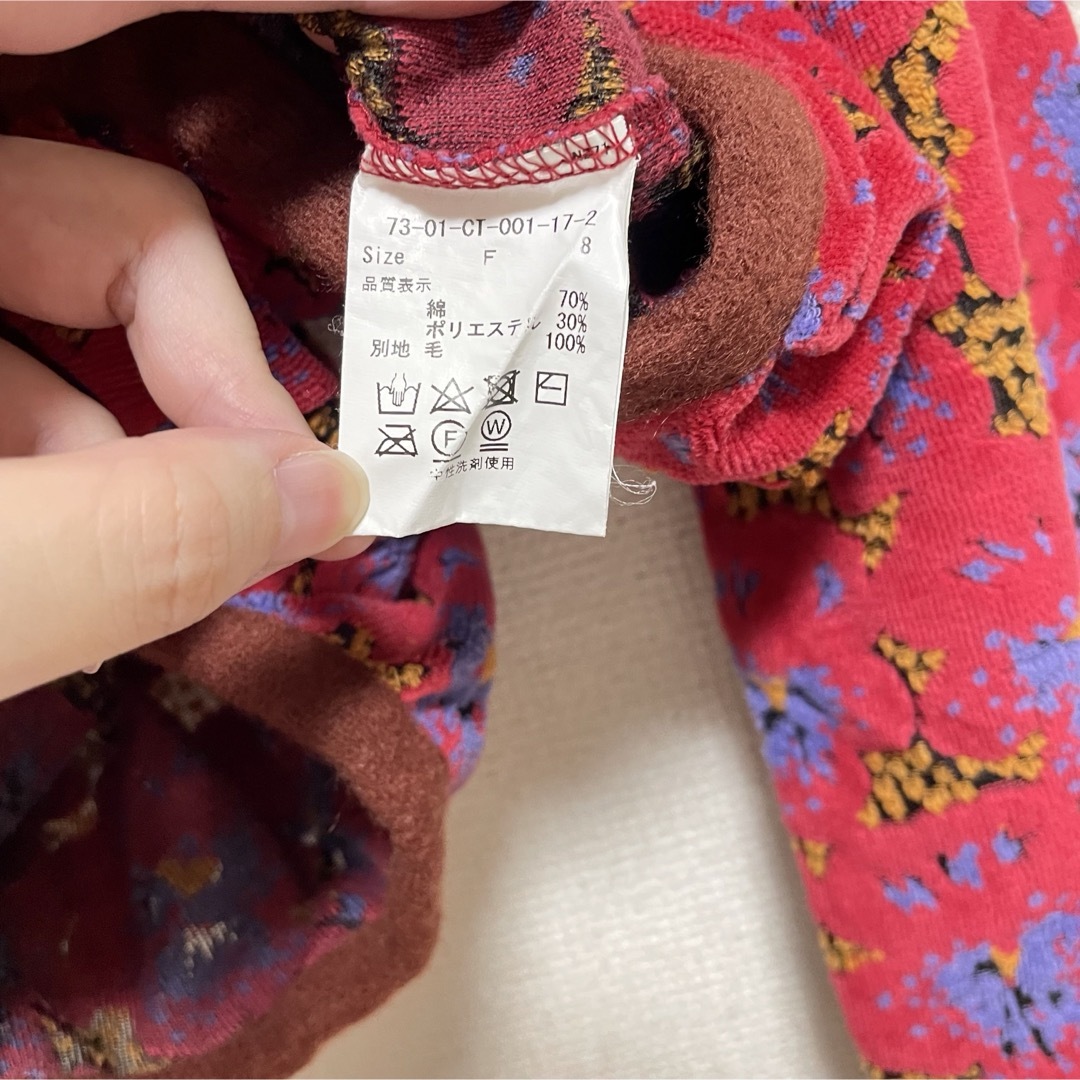 73-01-CT-001-17-2
Size F 8
品質表示
綿 70%
ポリエステル 30%
別地 毛 100%
F W
中性洗剤使用